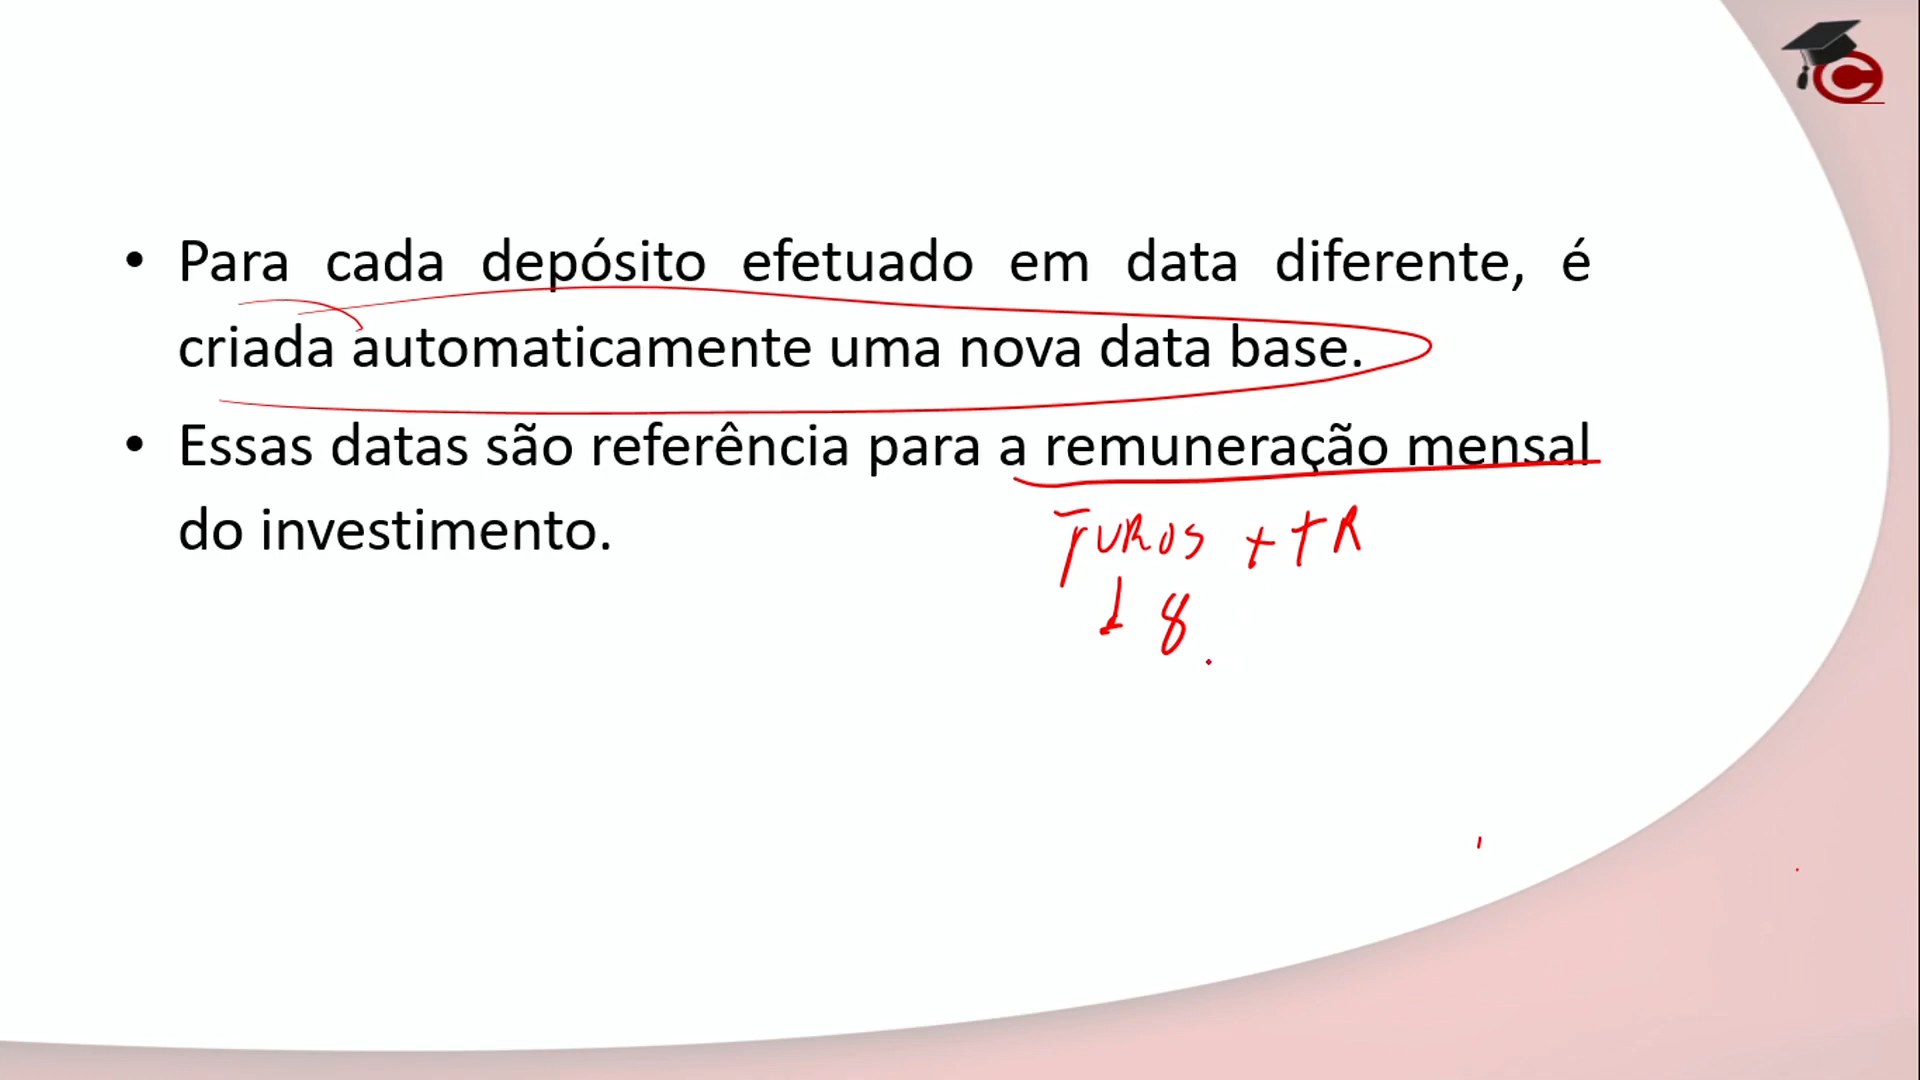 • Para cada depósito efetuado em data diferente, é
criada automaticamente uma nova data base.
• Essas datas são referência para a remuneração mensal
do investimento.
JUROS + TR
18